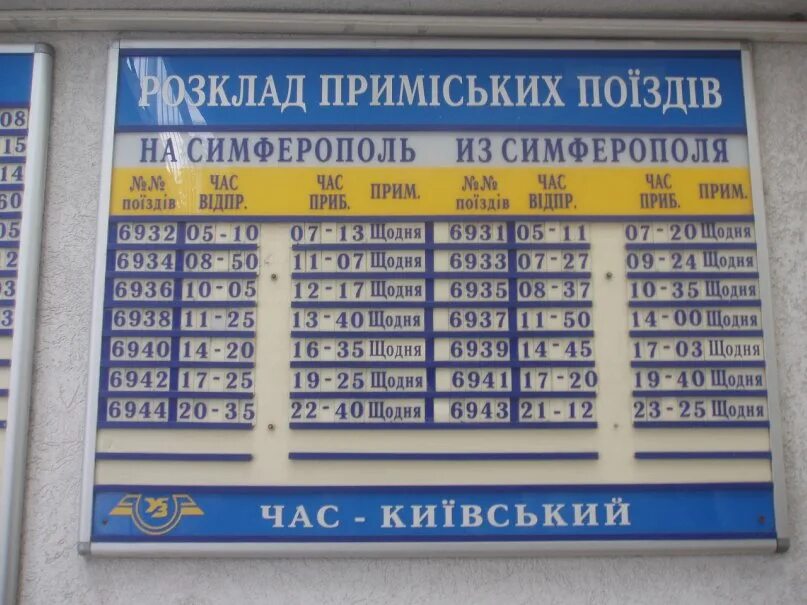 РОЗКЛАД ПРИМІСЬКИХ ПОЇЗДІВ
НА СИМФЕРОПОЛЬ ИЗ СИМФЕРОПОЛЯ
№№ поїздів ЧАС ВІДПР. ЧАС ПРИБ. ПРИМ. №№ поїздів ЧАС ВІДПР. ЧАС ПРИБ. ПРИМ.
6932 05-10 07-13 Щодня 6931 05-11 07-20 Щодня
6934 08-50 11-07 Щодня 6933 07-27 09-24 Щодня
6936 10-05 12-17 Щодня 6935 08-37 10-35 Щодня
6938 11-25 13-40 Щодня 6937 11-50 14-00 Щодня
6940 14-20 16-35 Щодня 6939 14-45 17-03 Щодня
6942 17-25 19-25 Щодня 6941 17-20 19-40 Щодня
6944 20-35 22-40 Щодня 6943 21-12 23-25 Щодня
УЗ ЧАС - КИЇВСЬКИЙ